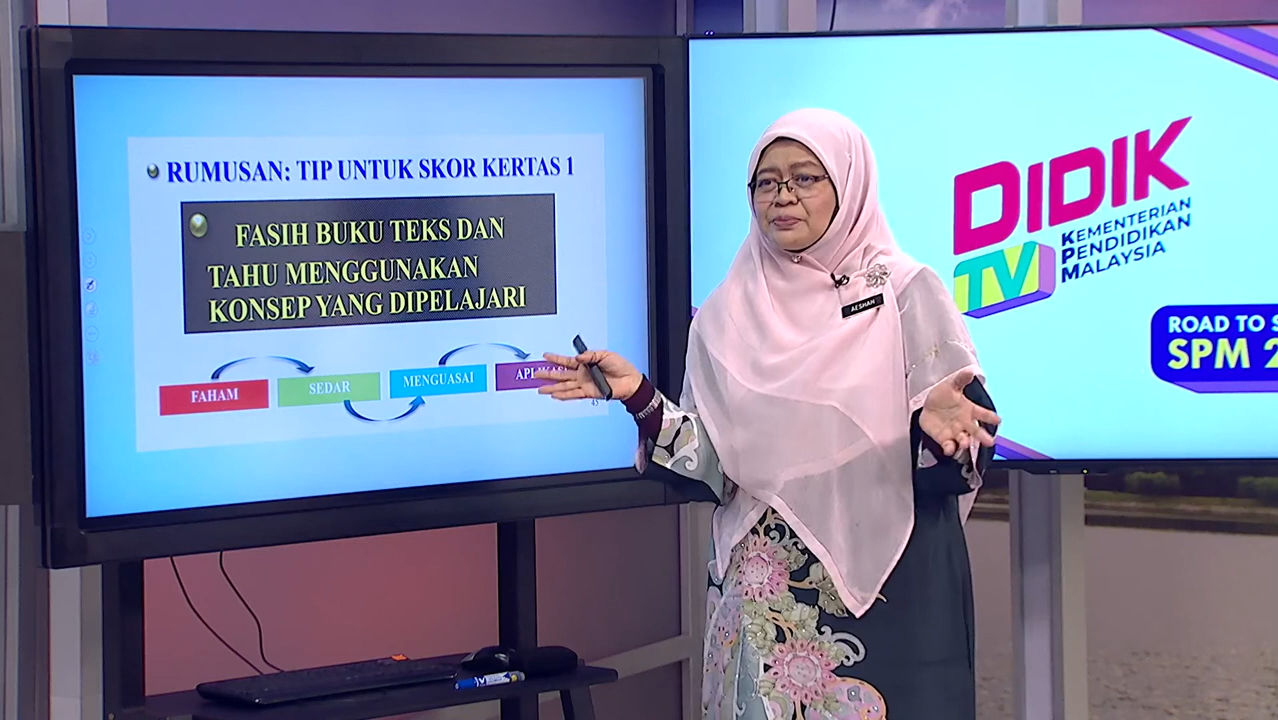 RUMUSAN: TIP UNTUK SKOR KERTAS 1
FASIH BUKU TEKS DAN
TAHU MENGGUNAKAN
KONSEP YANG DIPELAJARI
FAHAM
SEDAR
MENGUASAI
45
AESHAH
DIDIK
TV
KEMENTERIAN
PENDIDIKAN
MALAYSIA
ROAD TO
SPM